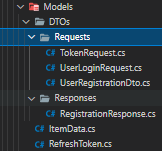 Models
DTOs
Requests
TokenRequest.cs
UserLoginRequest.cs
UserRegistrationDto.cs
Responses
RegistrationResponse.cs
ItemData.cs
RefreshToken.cs